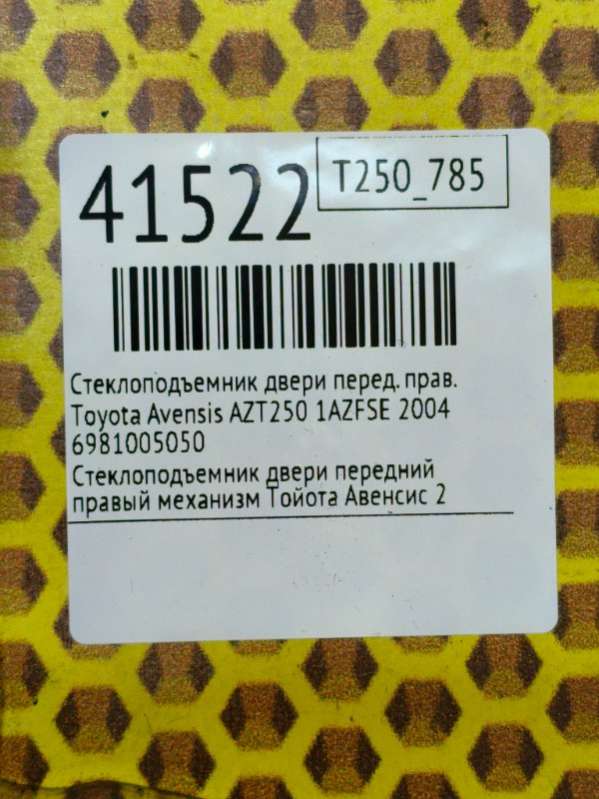 41522
T250_785
Стеклоподъемник двери перед. прав.
Toyota Avensis AZT250 1AZFSE 2004
6981005050
Стеклоподъемник двери передний
правый механизм Тойота Авенсис 2